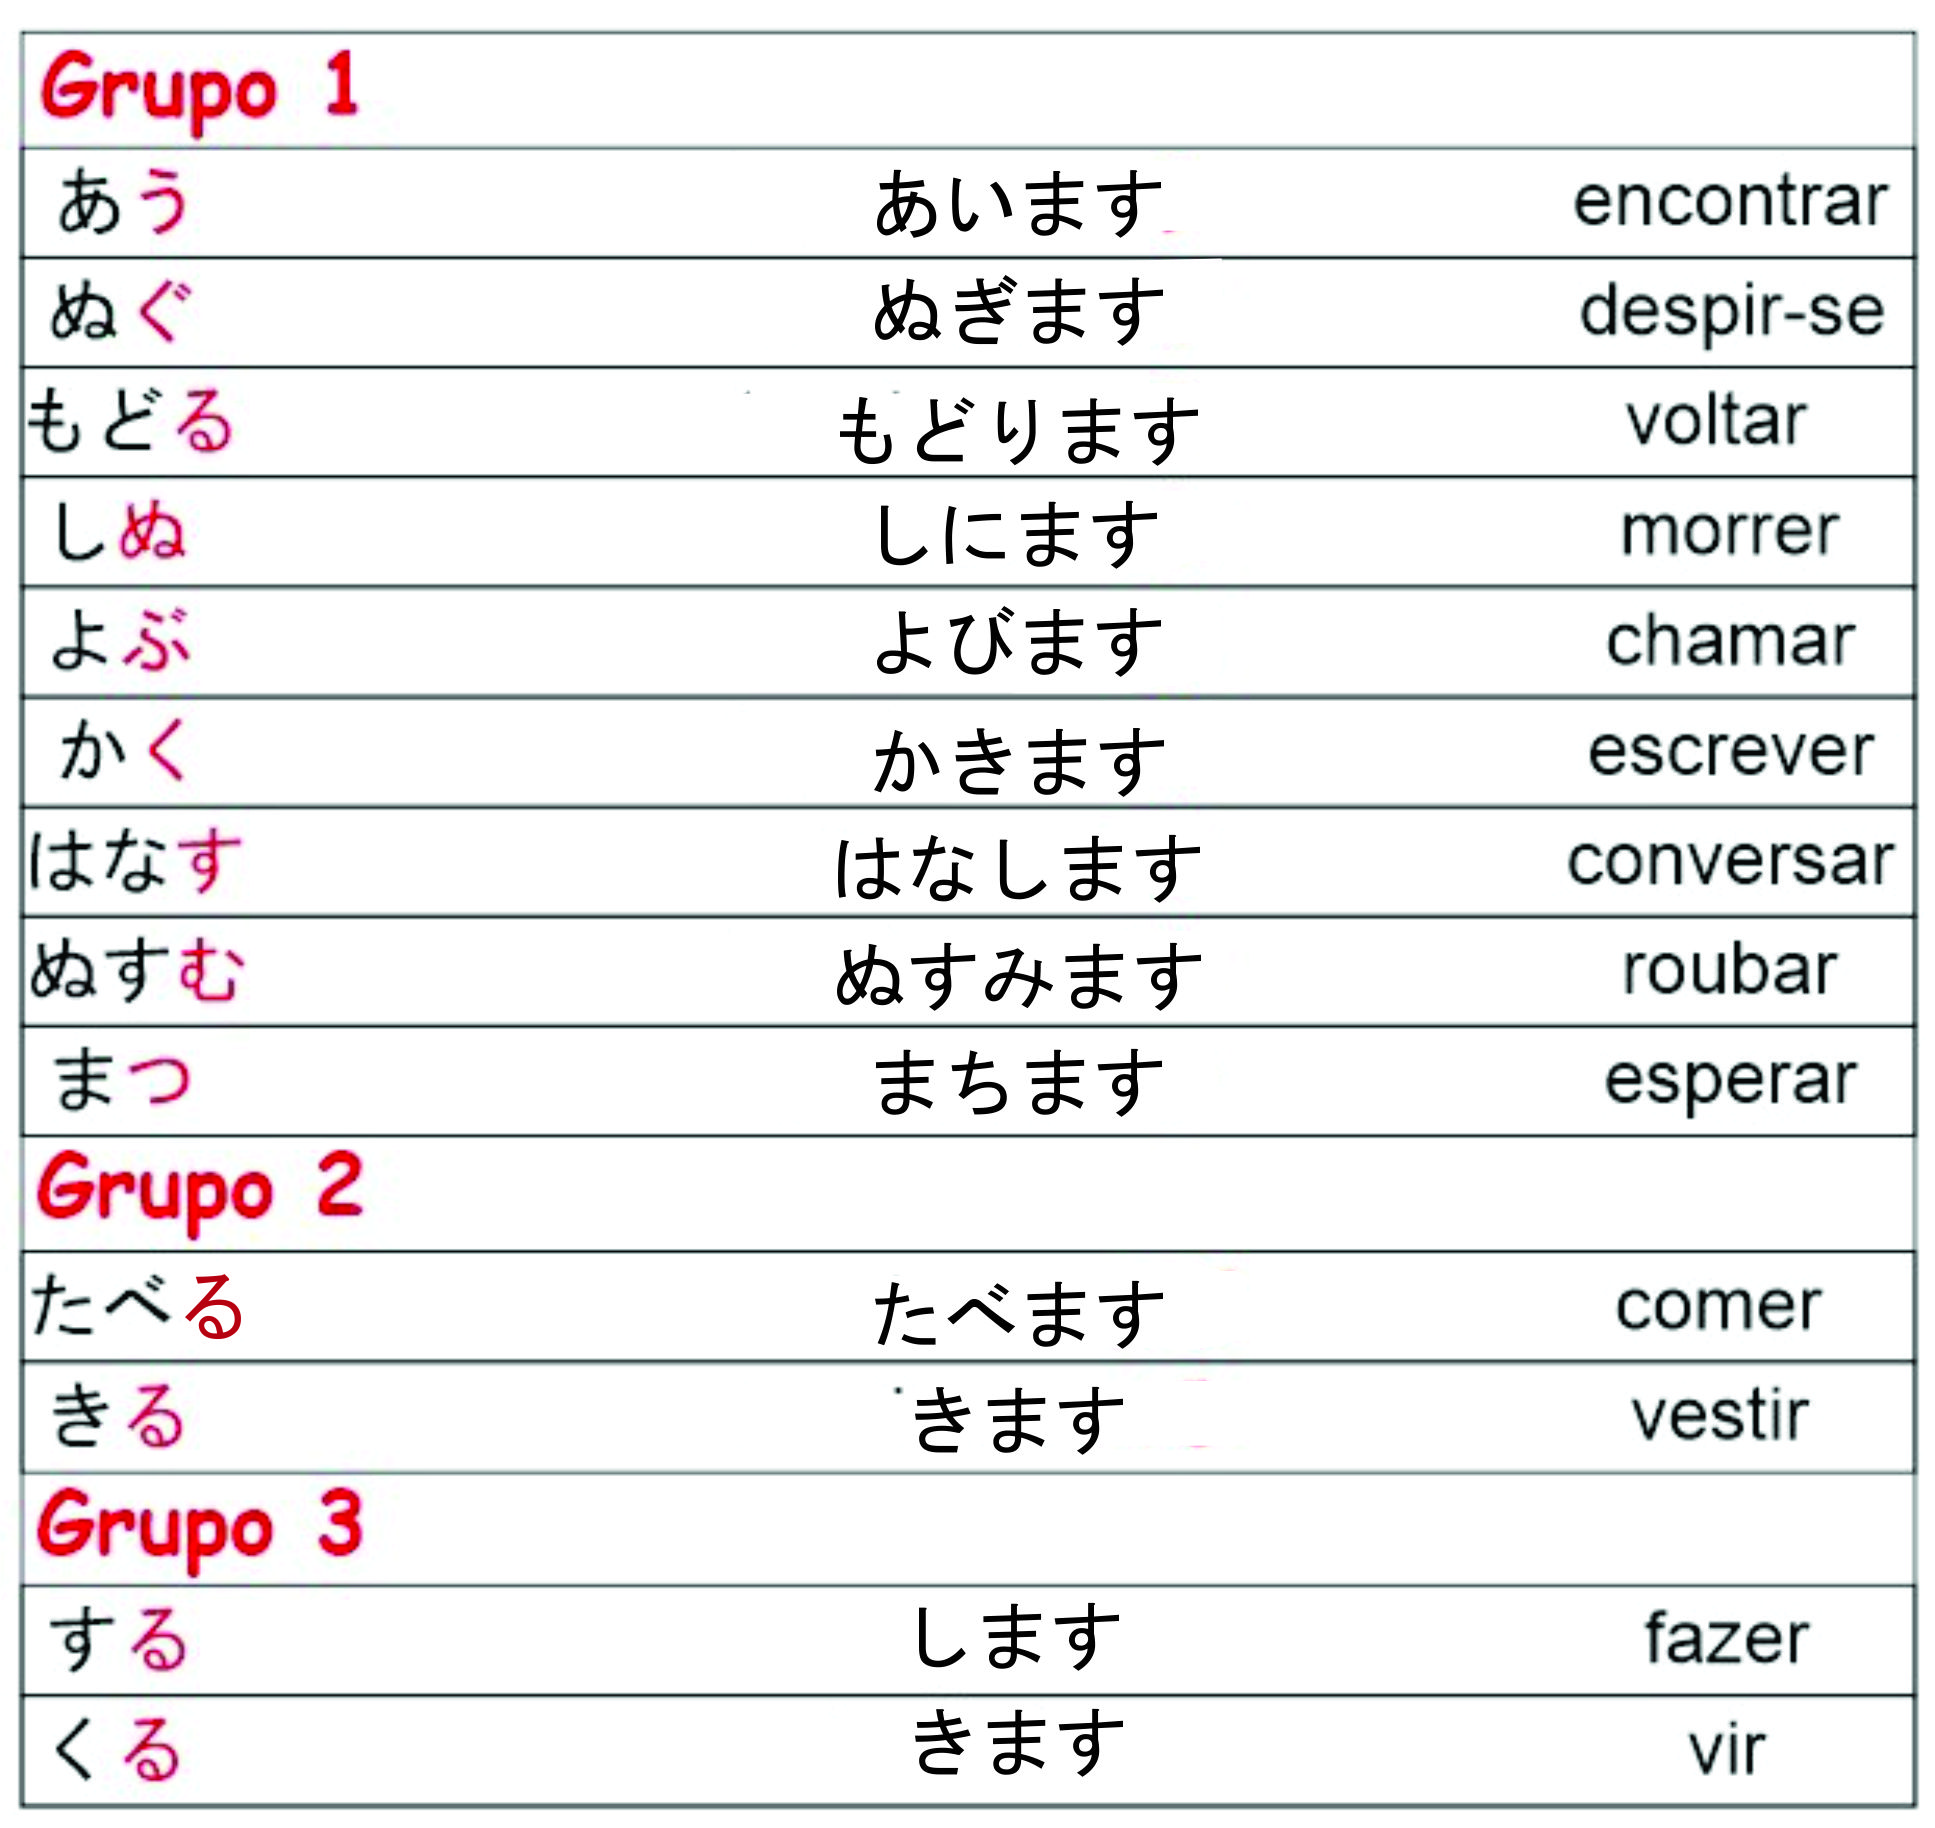 Grupo 1
あう あいます encontrar
ぬぐ ぬぎます despir-se
もどる もどります voltar
しぬ しにます morrer
よぶ よびます chamar
かく かきます escrever
はなす はなします conversar
ぬすむ ぬすみます roubar
まつ まちます esperar
Grupo 2
たべる たべます comer
きる きます vestir
Grupo 3
する します fazer
くる きます vir